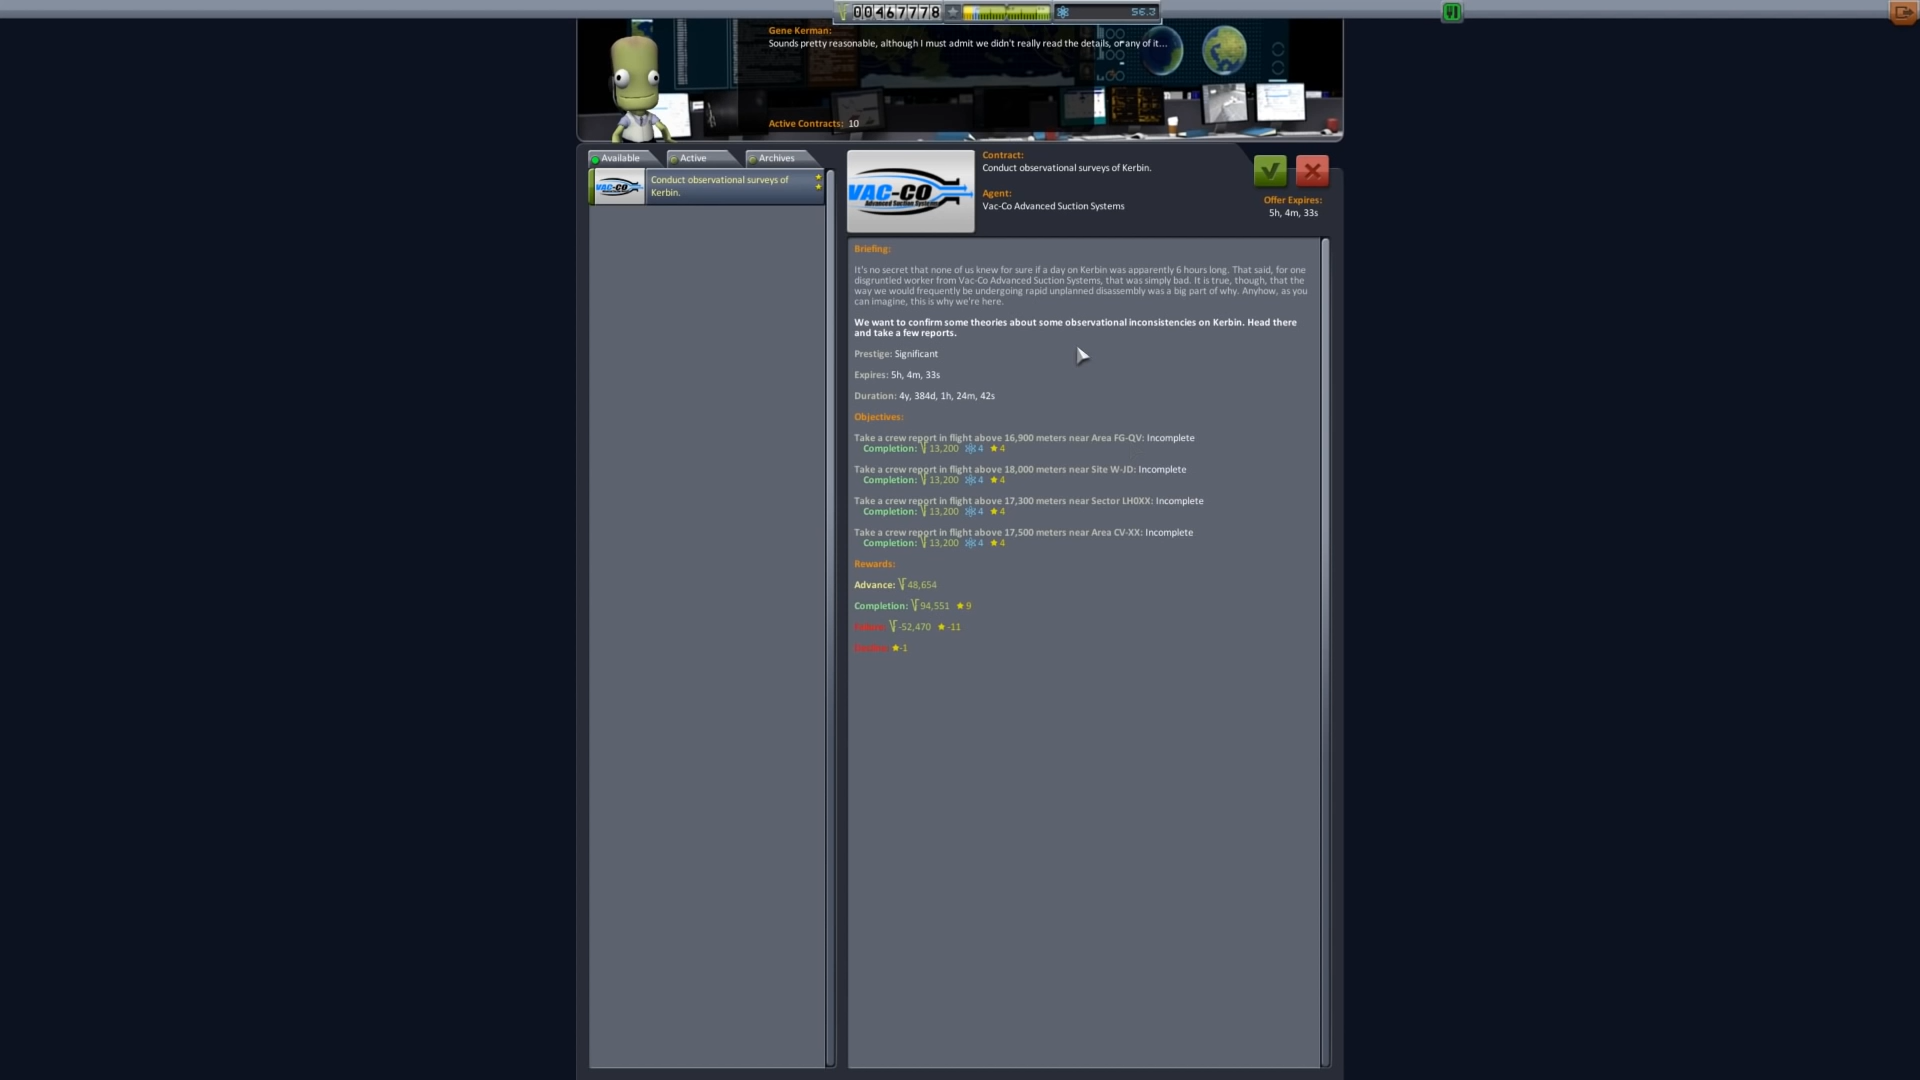 00467778
56.3
Gene Kerman:
Sounds pretty reasonable, although I must admit we didn't really read the details, or any of it...
Active Contracts: 10
Available
Active
Archives
VAC-CO
Conduct observational surveys of
Kerbin.
VAC-CO
Advanced Suction Systems
Contract:
Conduct observational surveys of Kerbin.
Agent:
Vac-Co Advanced Suction Systems
Offer Expires:
5h, 4m, 33s
Briefing:
It's no secret that none of us knew for sure if a day on Kerbin was apparently 6 hours long. That said, for one
disgruntled worker from Vac-Co Advanced Suction Systems, that was simply bad. It is true, though, that the
way we would frequently be undergoing rapid unplanned disassembly was a big part of why. Anyhow, as you
can imagine, this is why we're here.
We want to confirm some theories about some observational inconsistencies on Kerbin. Head there
and take a few reports.
Prestige: Significant
Expires: 5h, 4m, 33s
Duration: 4y, 384d, 1h, 24m, 42s
Objectives:
Take a crew report in flight above 16,900 meters near Area FG-QV: Incomplete
Completion: 13,200 4 4
Take a crew report in flight above 18,000 meters near Site W-JD: Incomplete
Completion: 13,200 4 4
Take a crew report in flight above 17,300 meters near Sector LH0XX: Incomplete
Completion: 13,200 4 4
Take a crew report in flight above 17,500 meters near Area CV-XX: Incomplete
Completion: 13,200 4 4
Rewards:
Advance: 48,654
Completion: 94,551 9
-52,470 -11
-1